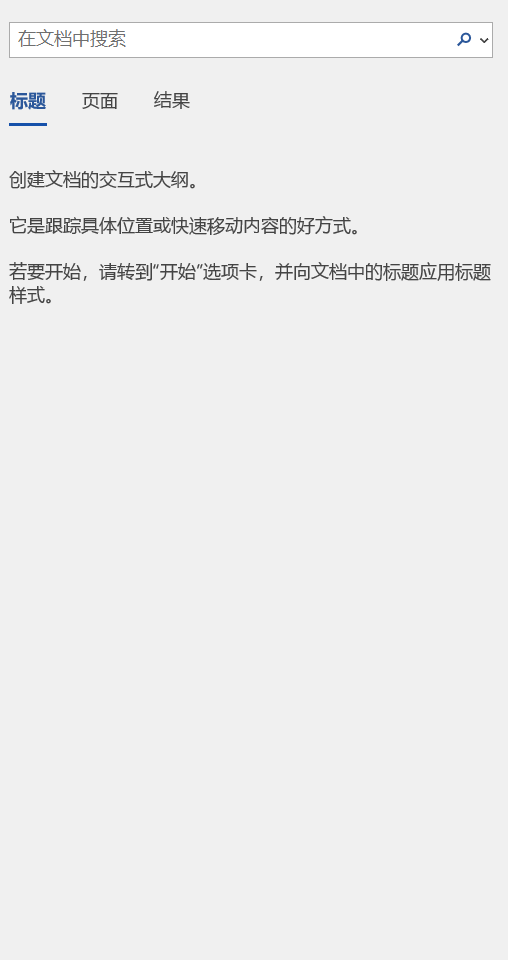 在文档中搜索
标题 页面 结果
创建文档的交互式大纲。
它是跟踪具体位置或快速移动内容的好方式。
若要开始，请转到“开始”选项卡，并向文档中的标题应用标题
样式。